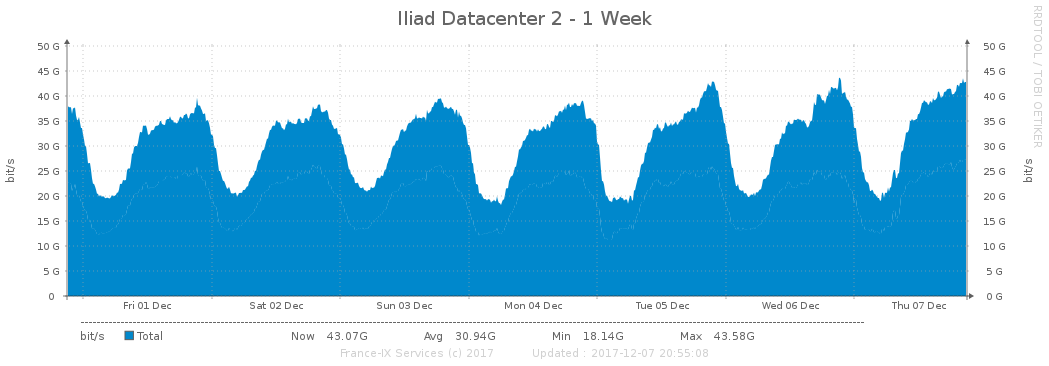 Iliad Datacenter 2 - 1 Week
RRDTOOL / TOBI OETIKER
bit/s
bit/s
50 G 50 G
45 G 45 G
40 G 40 G
35 G 35 G
30 G 30 G
25 G 25 G
20 G 20 G
15 G 15 G
10 G 10 G
5 G 5 G
0 0 G
Fri 01 Dec Sat 02 Dec Sun 03 Dec Mon 04 Dec Tue 05 Dec Wed 06 Dec Thu 07 Dec
bit/s Total Now 43.07G Avg 30.94G Min 18.14G Max 43.58G
France-IX Services (c) 2017 Updated : 2017-12-07 20:55:08